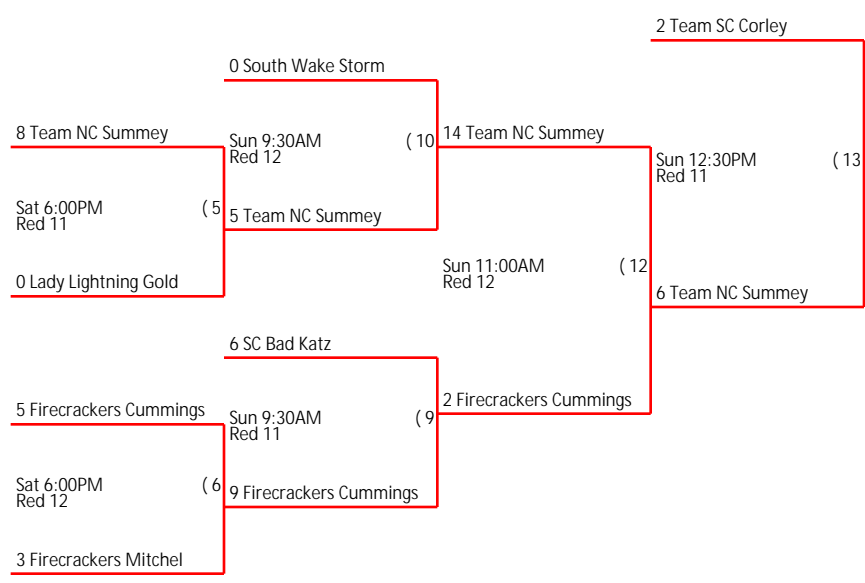 2 Team SC Corley
0 South Wake Storm
8 Team NC Summey
Sun 9:30AM
Red 12
( 10
14 Team NC Summey
Sun 12:30PM
Red 11
( 13
Sat 6:00PM
Red 11
( 5
5 Team NC Summey
0 Lady Lightning Gold
Sun 11:00AM
Red 12
( 12
6 Team NC Summey
6 SC Bad Katz
5 Firecrackers Cummings
Sun 9:30AM
Red 11
( 9
2 Firecrackers Cummings
Sat 6:00PM
Red 12
( 6
9 Firecrackers Cummings
3 Firecrackers Mitchel